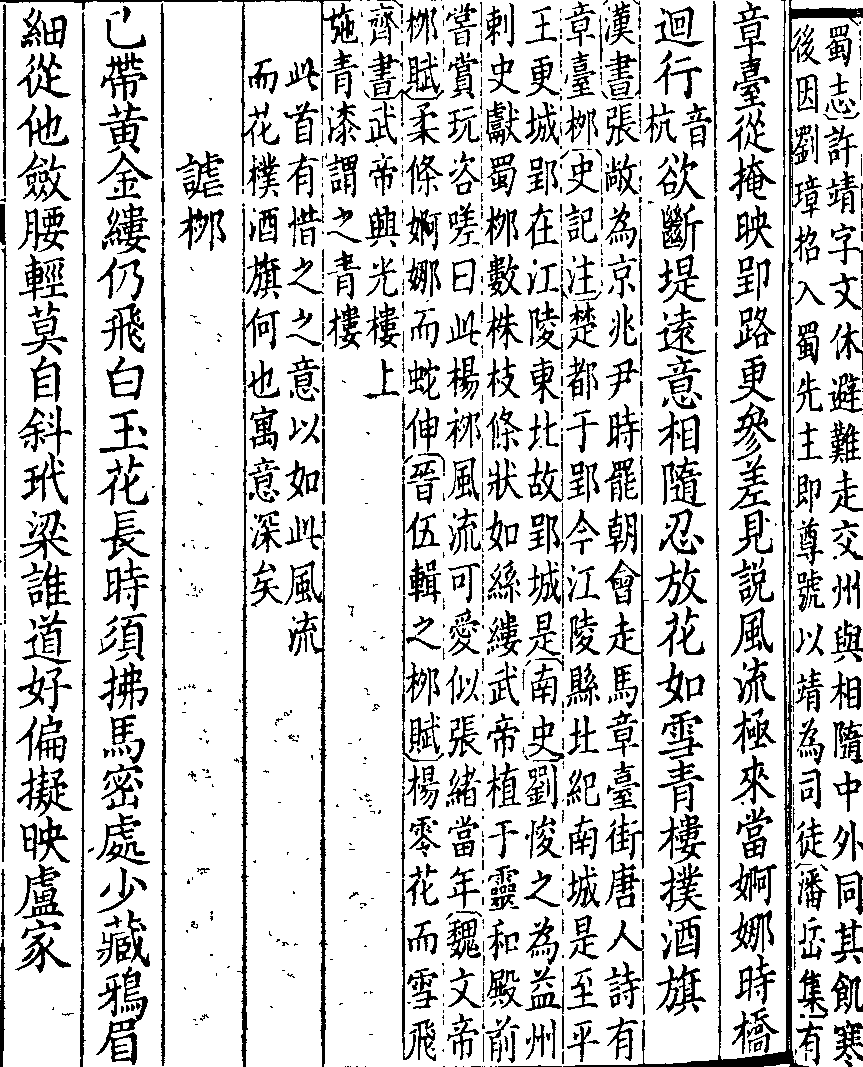 蜀志許靖字文休避難走交州與相隨中外同其飢寒
後因劉璋招入蜀先主即尊號以靖為司徒潘岳集有
章臺從掩映郢路更參差見說風流極來當婀娜時橋
迴行音杭欲斷堤遠意相隨忍放花如雪青樓撲酒旗
漢書張敞為京兆尹時罷朝會走馬章臺街唐人詩有
章臺桞史記注楚都于郢今江陵縣北紀南城是至平
王更城郢在江陵東北故郢城是南史劉悛之為益州
刺史獻蜀桞數株枝條狀如絲縷武帝植于靈和殿前
嘗賞玩咨嗟曰此楊桞風流可愛似張緒當年魏文帝
桞賦柔條婀娜而蛇伸晉伍輯之桞賦楊零花而雪飛
齊書武帝興光樓上
施青漆謂之青樓
此首有惜之之意以如此風流
而花撲酒旗何也寓意深矣
謔桞
已帶黃金縷仍飛白玉花長時須拂馬密處少藏鴉眉
細從他斂腰輕莫自斜玳梁誰道好偏擬映盧家